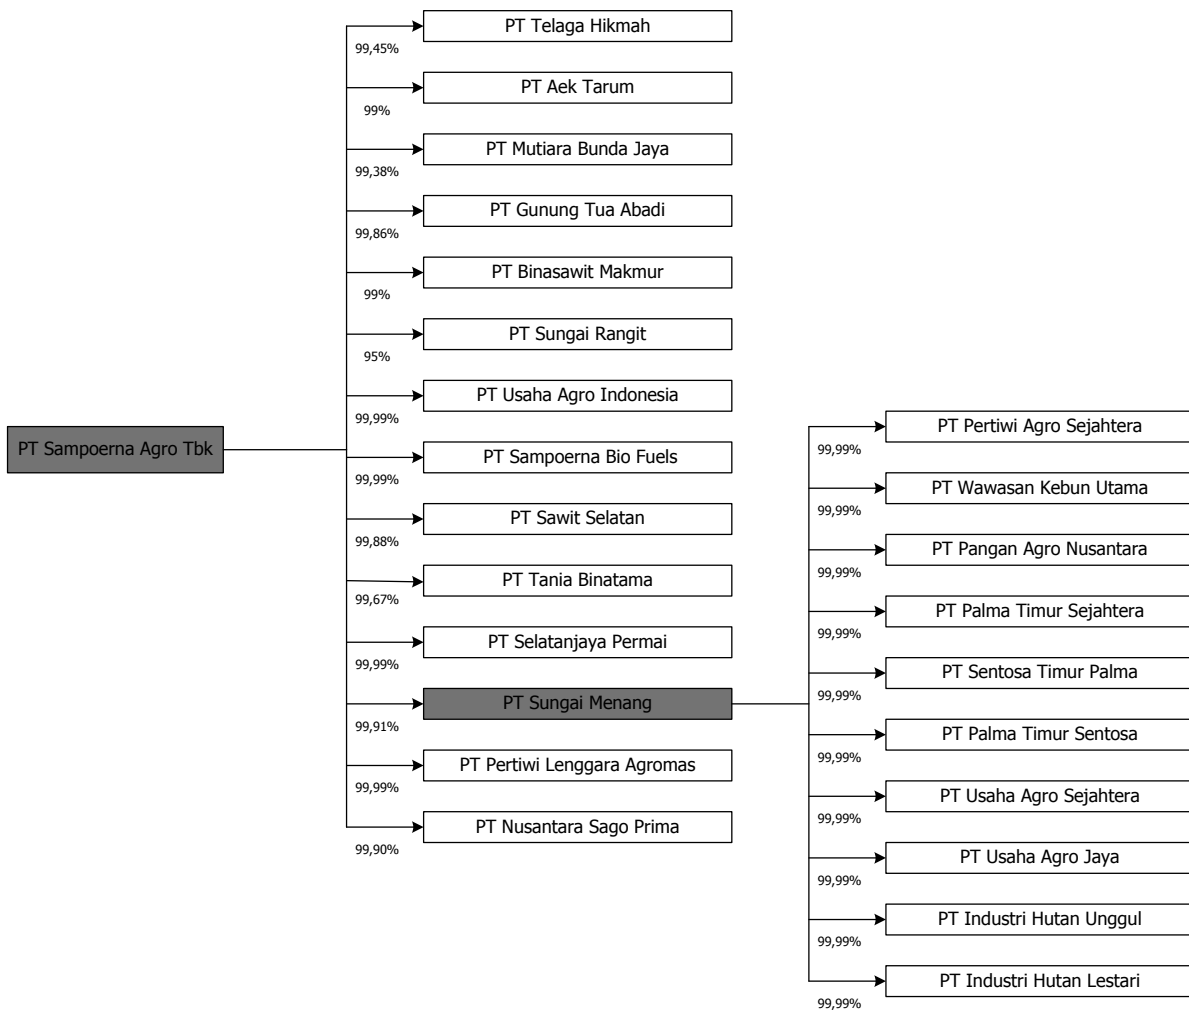 PT Telaga Hikmah
99,45%
PT Aek Tarum
99%
PT Mutiara Bunda Jaya
99,38%
PT Gunung Tua Abadi
99,86%
PT Binasawit Makmur
99%
PT Sungai Rangit
95%
PT Usaha Agro Indonesia
99,99%
PT Sampoerna Agro Tbk
PT Sampoerna Bio Fuels
99,99%
PT Sawit Selatan
99,88%
PT Tania Binatama
99,67%
PT Selatanjaya Permai
99,99%
PT Sungai Menang
99,91%
PT Pertiwi Lenggara Agromas
99,99%
PT Nusantara Sago Prima
99,90%
PT Pertiwi Agro Sejahtera
99,99%
PT Wawasan Kebun Utama
99,99%
PT Pangan Agro Nusantara
99,99%
PT Palma Timur Sejahtera
99,99%
PT Sentosa Timur Palma
99,99%
PT Palma Timur Sentosa
99,99%
PT Usaha Agro Sejahtera
99,99%
PT Usaha Agro Jaya
99,99%
PT Industri Hutan Unggul
99,99%
PT Industri Hutan Lestari
99,99%